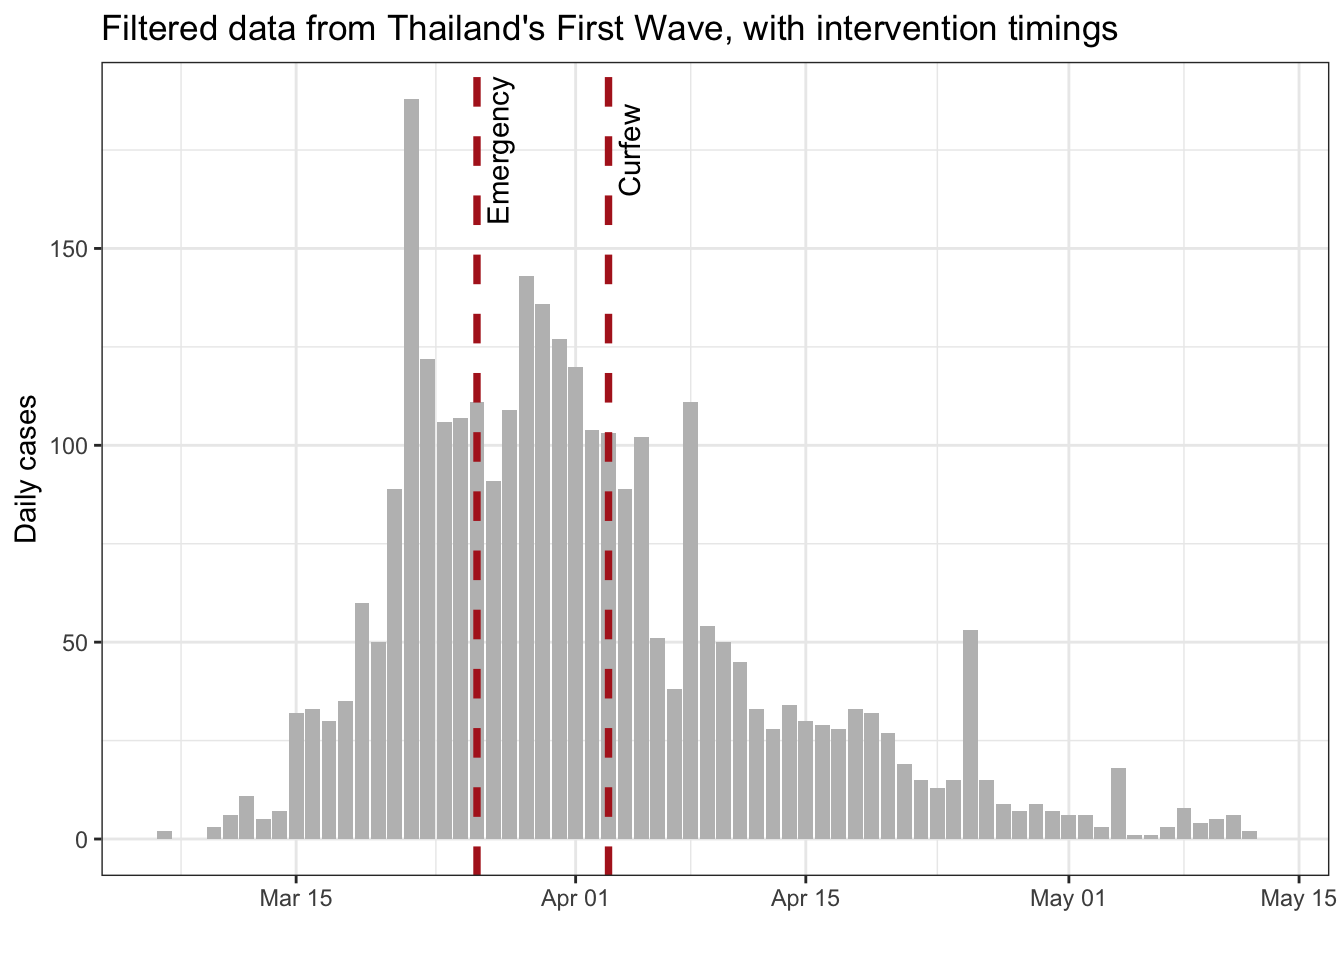 Filtered data from Thailand's First Wave, with intervention timings
Emergency
Curfew
Daily cases
150
100
50
0
Mar 15
Apr 01
Apr 15
May 01
May 15